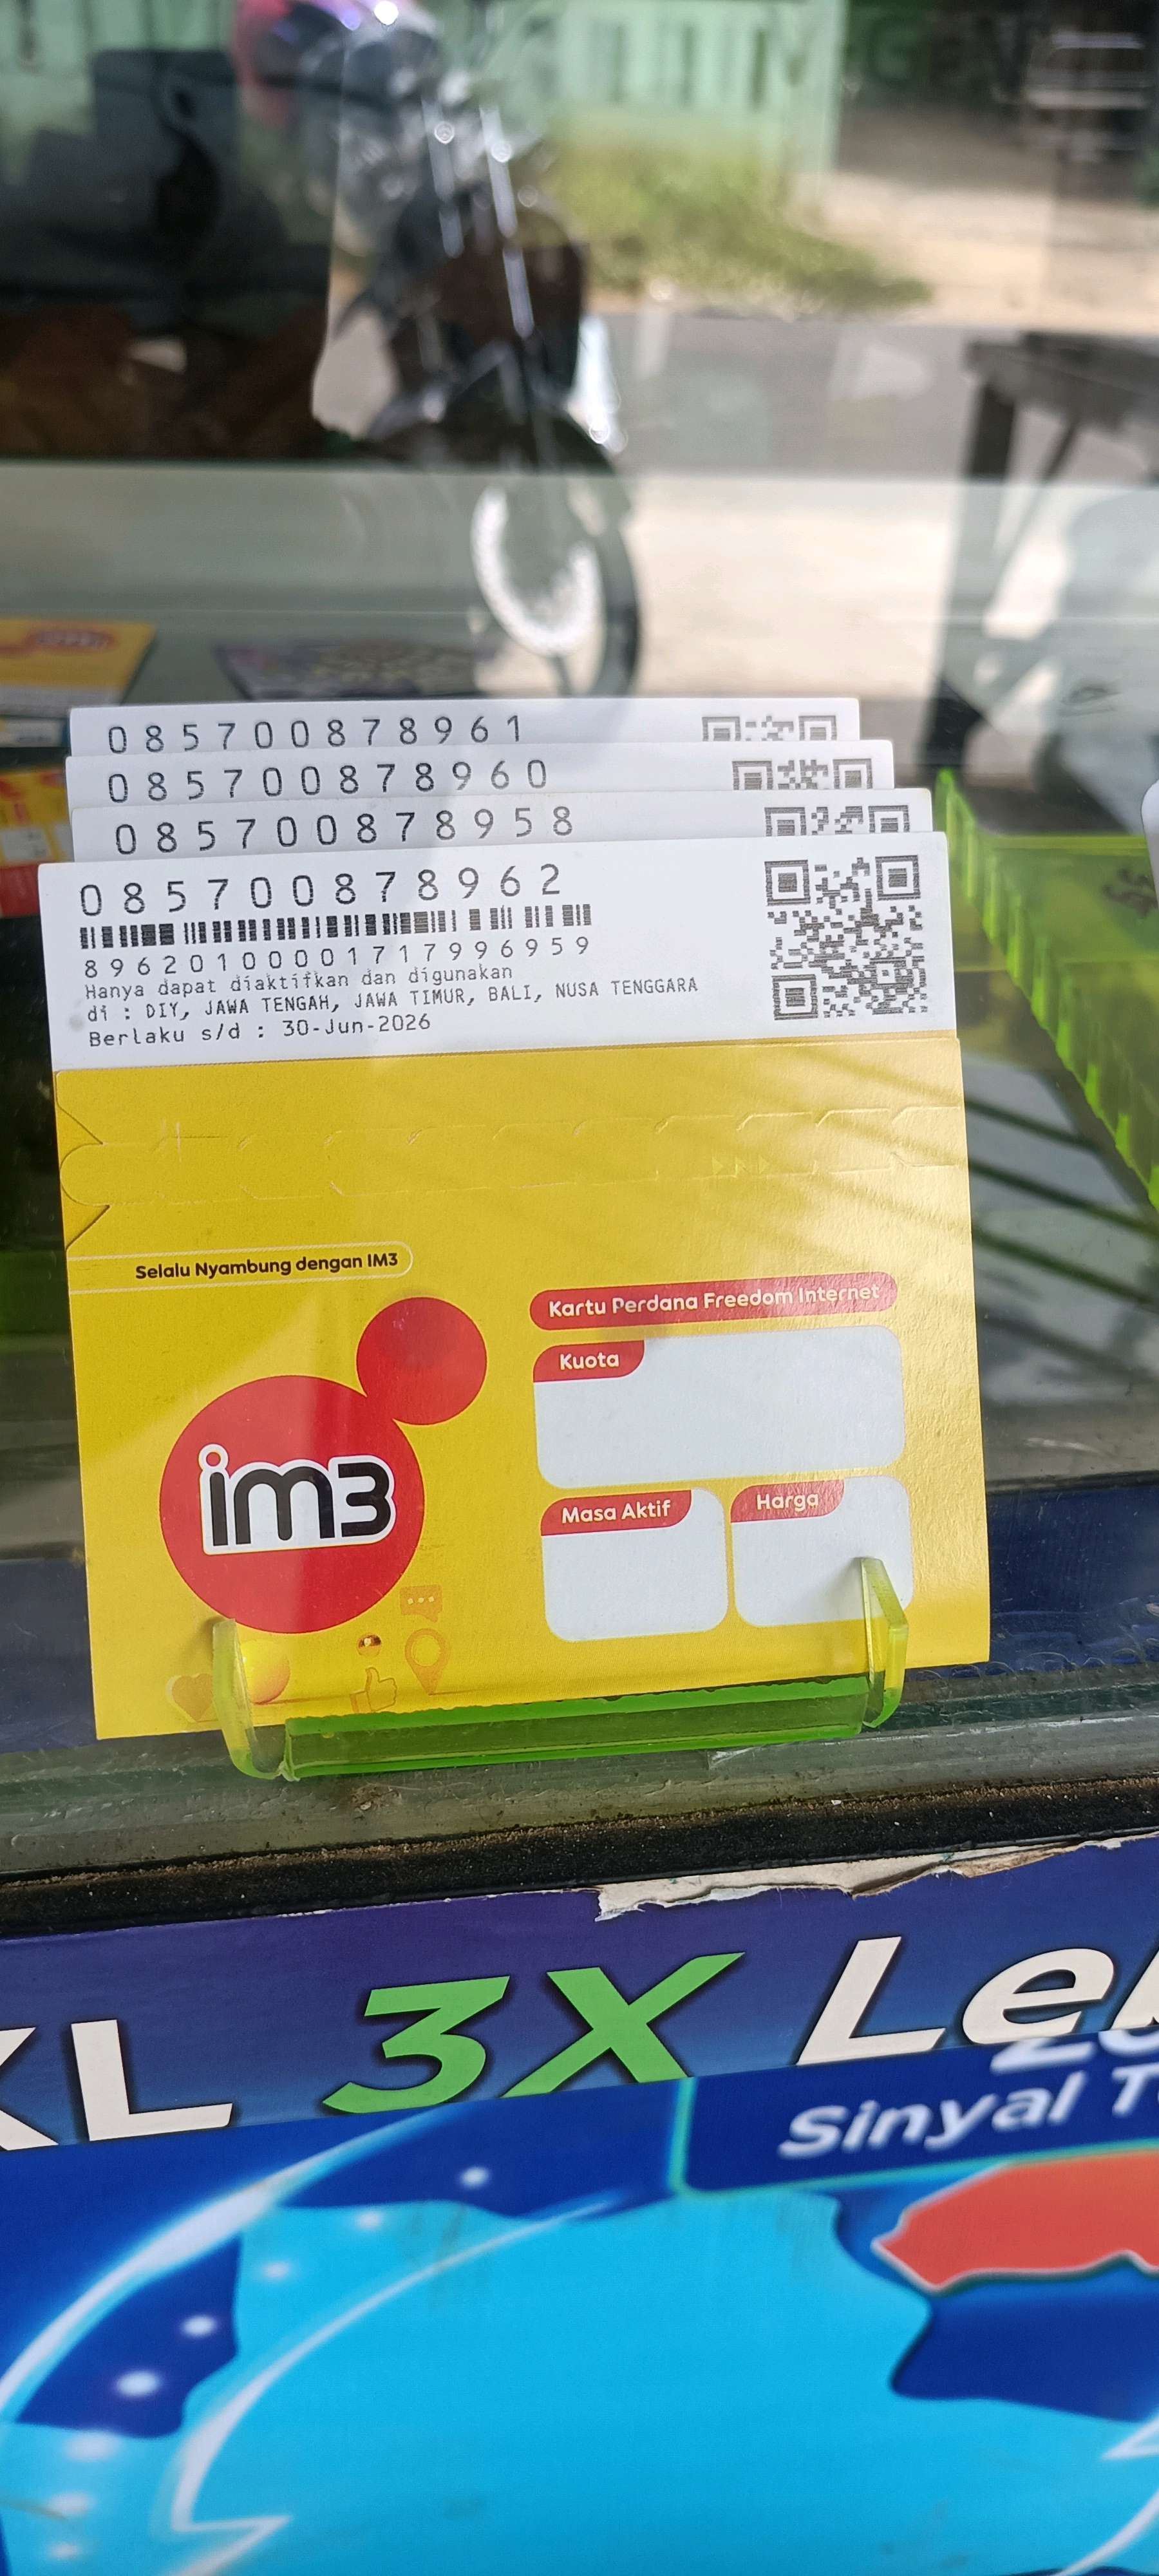 085700878961
085700878960
085700878958
085700878962
8962010000171799 6959
Hanya dapat diaktifkan dan digunakan
di : DIY, JAWA TENGAH, JAWA TIMUR, BALI, NUSA TENGGARA
Berlaku s/d : 30-Jun-2026
Selalu Nyambung dengan IM3
Kartu Perdana Freedom Internet
Kuota
im3
Masa Aktif
Harga
XL 3X Le
Sinyal T